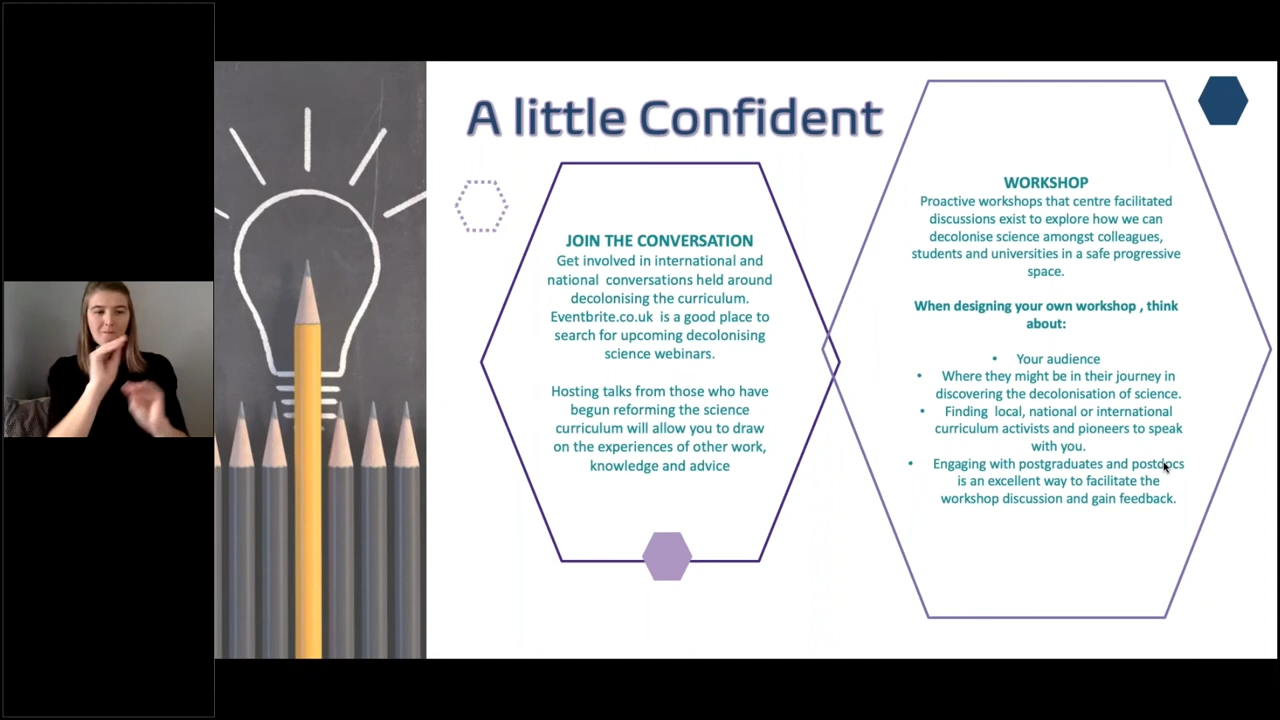 A little Confident
JOIN THE CONVERSATION
Get involved in international and
national conversations held around
decolonising the curriculum.
Eventbrite.co.uk is a good place to
search for upcoming decolonising
science webinars.
Hosting talks from those who have
begun reforming the science
curriculum will allow you to draw
on the experiences of other work,
knowledge and advice
WORKSHOP
Proactive workshops that centre facilitated
discussions exist to explore how we can
decolonise science amongst colleagues,
students and universities in a safe progressive
space.
When designing your own workshop , think
about:
• Your audience
• Where they might be in their journey in
discovering the decolonisation of science.
• Finding local, national or international
curriculum activists and pioneers to speak
with you.
• Engaging with postgraduates and postdocs
is an excellent way to facilitate the
workshop discussion and gain feedback.